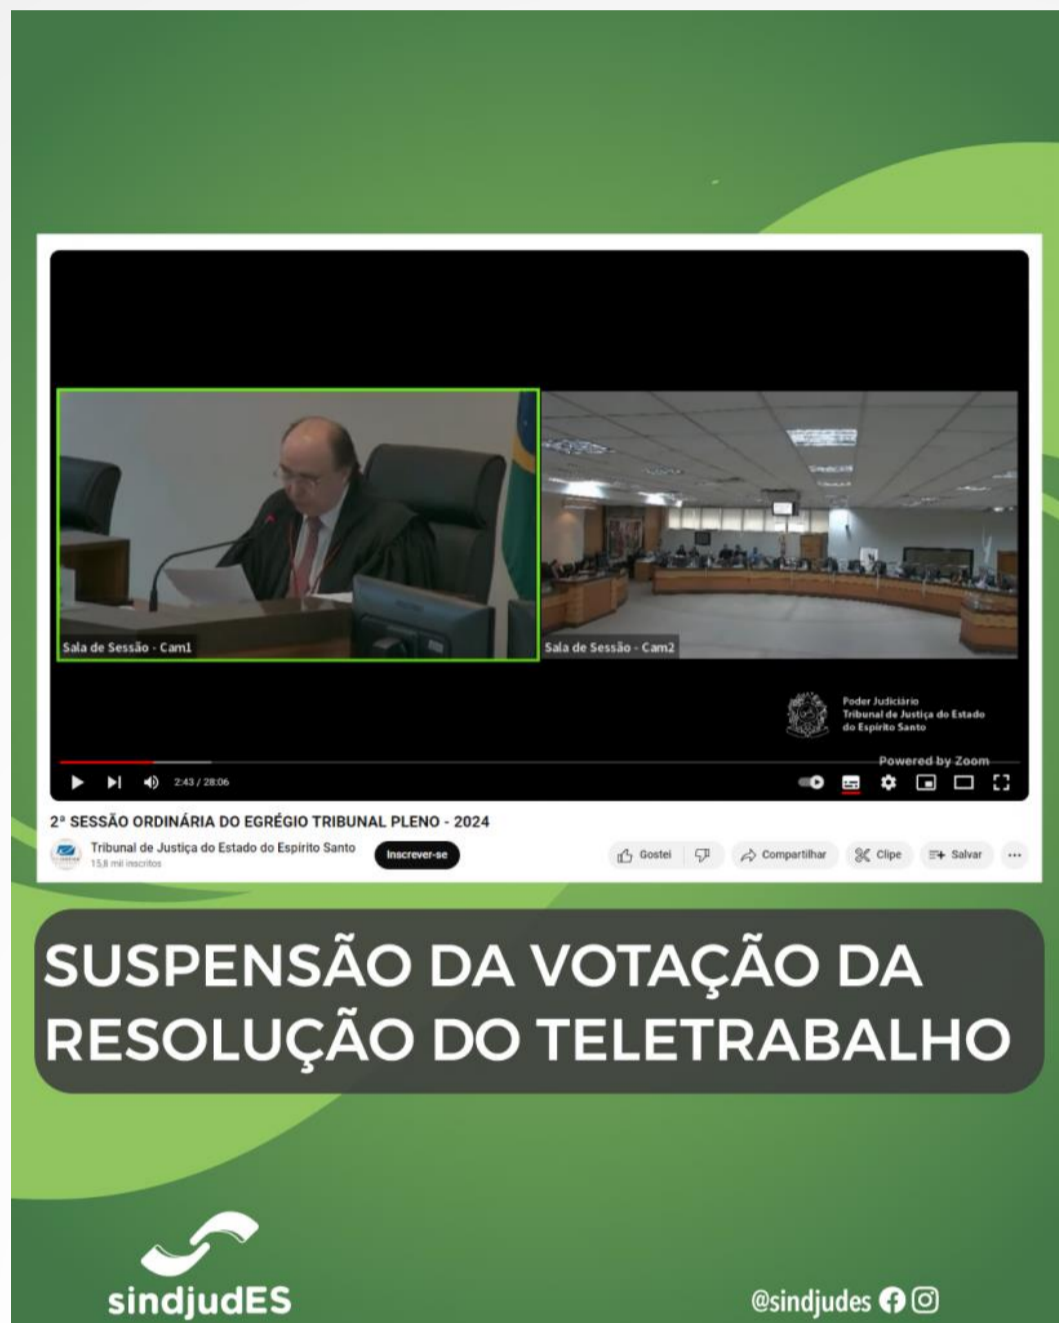 Sala de Sessão - Cam1
Sala de Sessão - Cam2
Poder Judiciário
Tribunal de Justiça do Estado
do Espírito Santo
Powered by Zoom
2:43 / 28:06
2ª SESSÃO ORDINÁRIA DO EGRÉGIO TRIBUNAL PLENO - 2024
Tribunal de Justiça do Estado do Espírito Santo
15,8 mil inscritos
Inscrever-se
Gostei
Compartilhar
Clipe
Salvar
SUSPENSÃO DA VOTAÇÃO DA
RESOLUÇÃO DO TELETRABALHO
sindjudES
@sindjudes